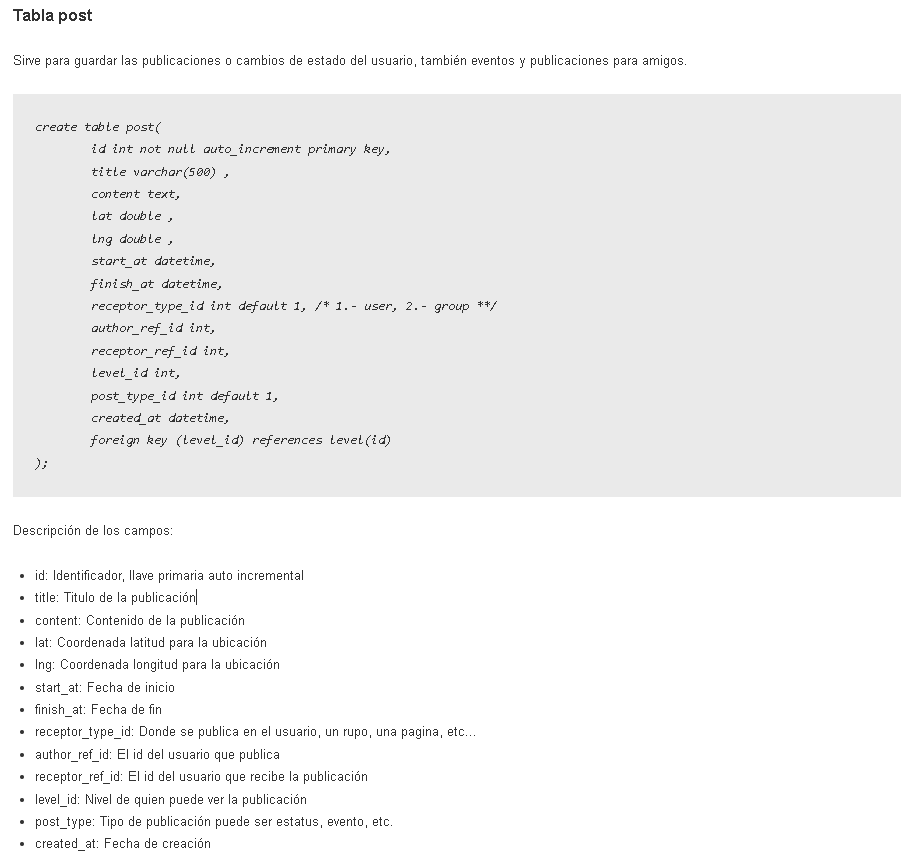 Tabla post
Sirve para guardar las publicaciones o cambios de estado del usuario, también eventos y publicaciones para amigos.
create table post(
id int not null auto_increment primary key,
title varchar(500) ,
content text,
lat double ,
lng double ,
start_at datetime,
finish_at datetime,
receptor_type_id int default 1, /* 1.- user, 2.- group **/
author_ref_id int,
receptor_ref_id int,
level_id int,
post_type_id int default 1,
created_at datetime,
foreign key (level_id) references level(id)
);
Descripción de los campos:
• id: Identificador, llave primaria auto incremental
• title: Titulo de la publicación
• content: Contenido de la publicación
• lat: Coordenada latitud para la ubicación
• lng: Coordenada longitud para la ubicación
• start_at: Fecha de inicio
• finish_at: Fecha de fin
• receptor_type_id: Donde se publica en el usuario, un rupo, una pagina, etc...
• author_ref_id: El id del usuario que publica
• receptor_ref_id: El id del usuario que recibe la publicación
• level_id: Nivel de quien puede ver la publicación
• post_type: Tipo de publicación puede ser estatus, evento, etc.
• created_at: Fecha de creación